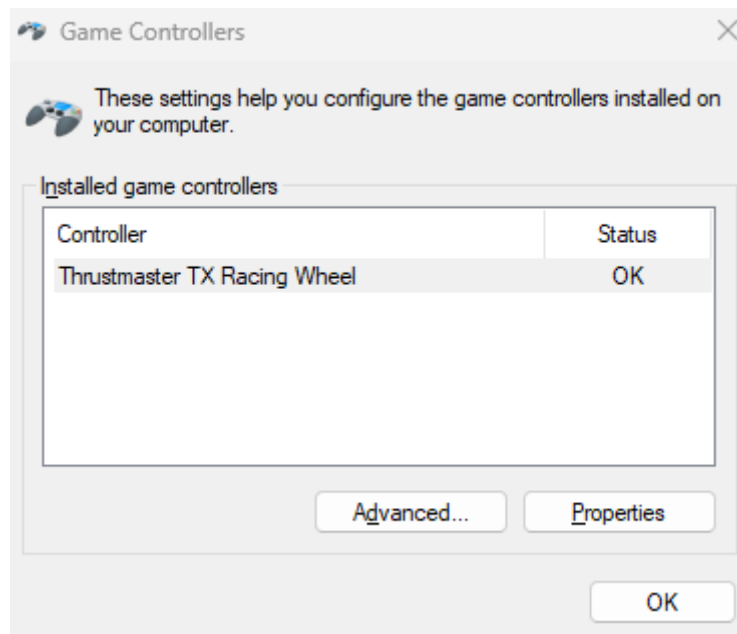 Game Controllers
These settings help you configure the game controllers installed on
your computer.
Installed game controllers
Controller Status
Thrustmaster TX Racing Wheel OK
Advanced... Properties
OK